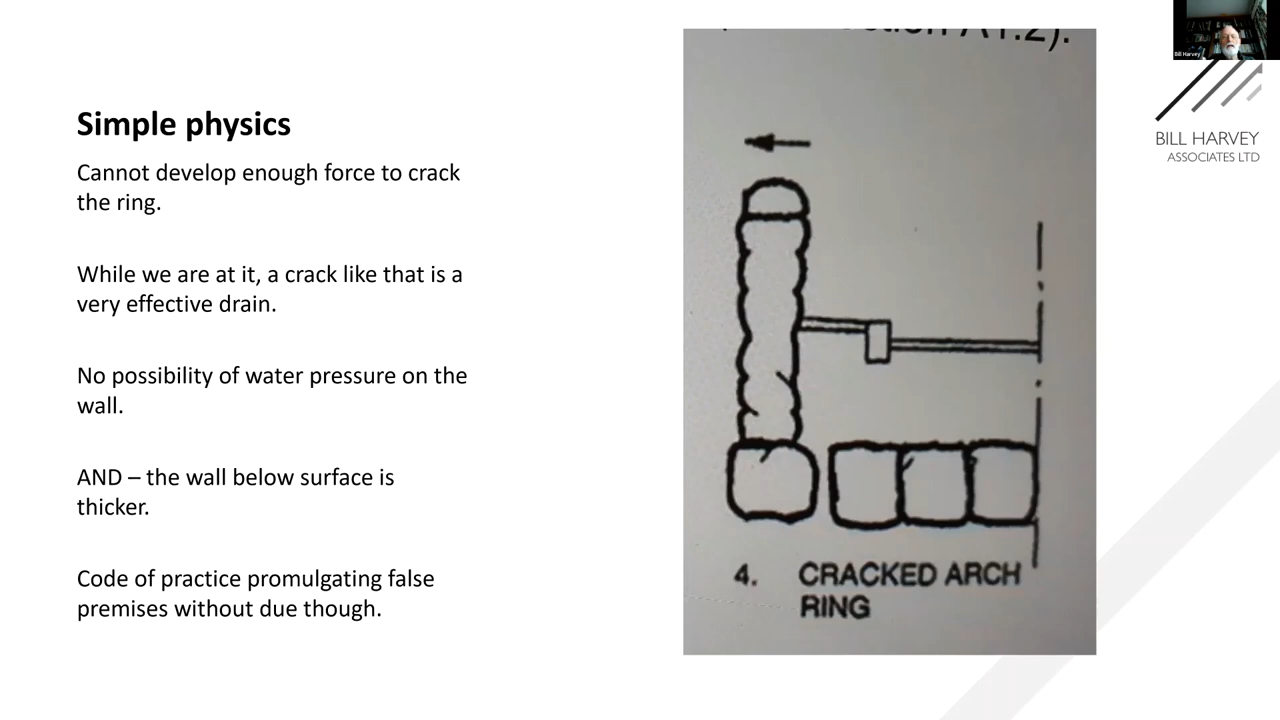 Simple physics
Cannot develop enough force to crack
the ring.
While we are at it, a crack like that is a
very effective drain.
No possibility of water pressure on the
wall.
AND – the wall below surface is
thicker.
Code of practice promulgating false
premises without due though.
4. CRACKED ARCH
RING
Bill Harvey
BILL HARVEY
ASSOCIATES LTD